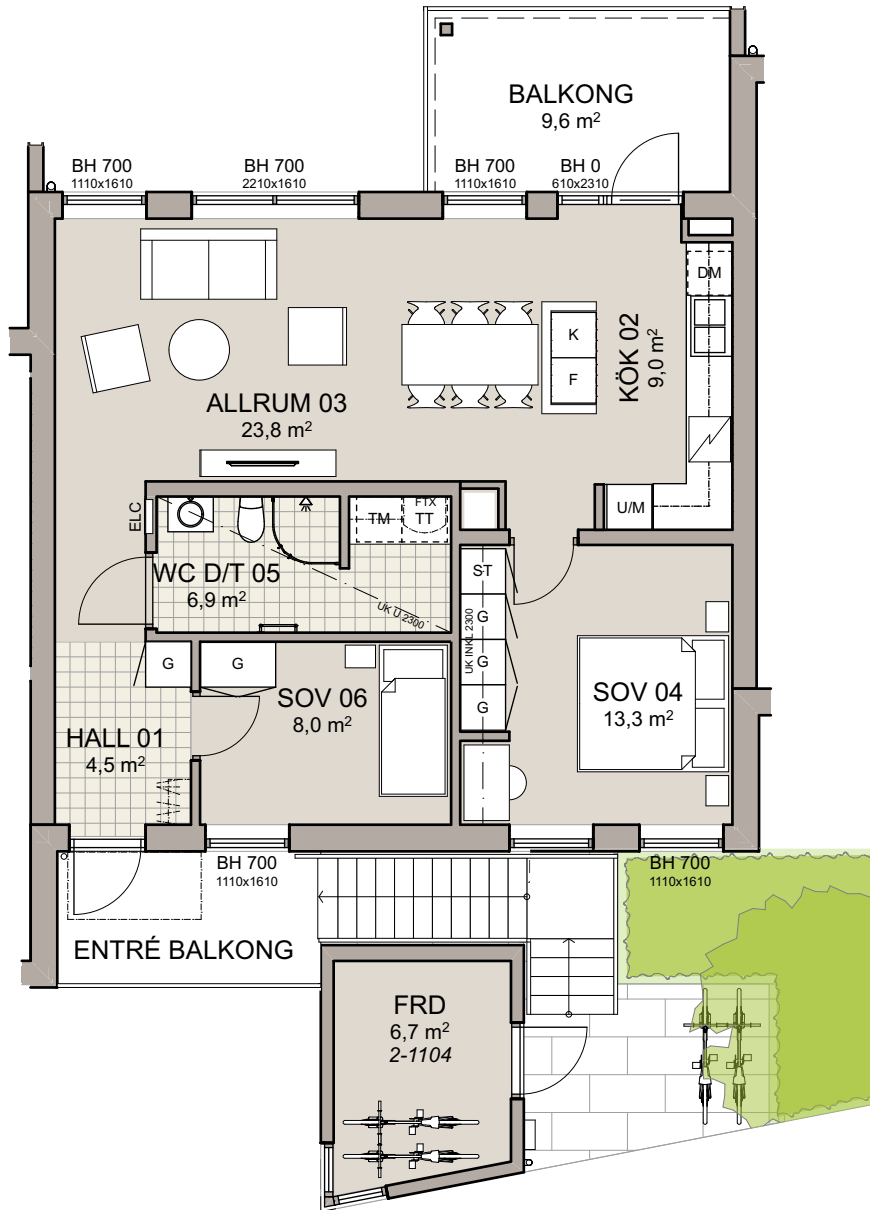 BALKONG
9,6 m²
BH 700
1110x1610
BH 700
2210x1610
BH 700
1110x1610
BH 0
610x2310
DM
K
F
KÖK 02
9,0 m²
ALLRUM 03
23,8 m²
ELC
TM
FTX
TT
U/M
WC D/T 05
6,9 m²
UK U 2300
ST
G
G
G
UK INKL 2300
G
G
SOV 06
8,0 m²
SOV 04
13,3 m²
HALL 01
4,5 m²
BH 700
1110x1610
BH 700
1110x1610
ENTRÉ BALKONG
FRD
6,7 m²
2-1104